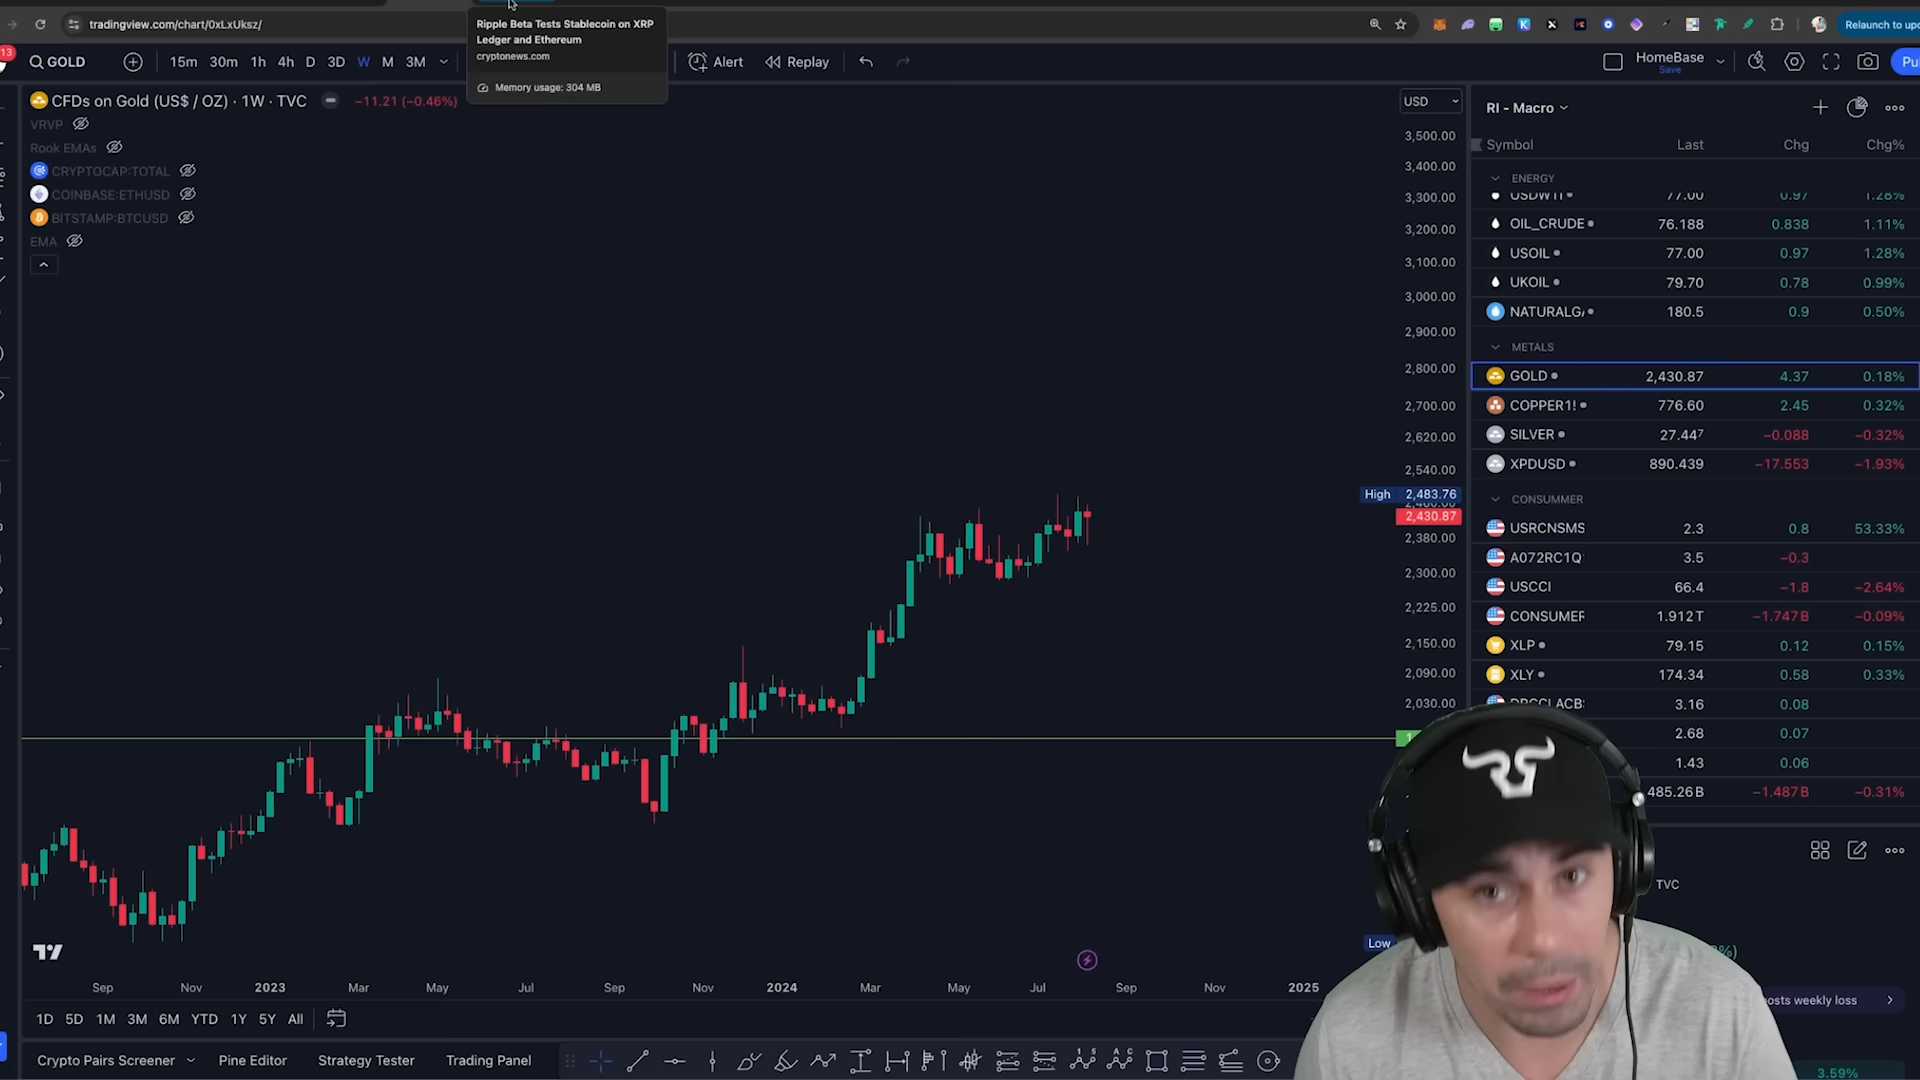 tradingview.com/chart/0xLxUksz/
Relaunch to upd
Ripple Beta Tests Stablecoin on XRP
Ledger and Ethereum
cryptonews.com
Memory usage: 304 MB
13
GOLD
15m 30m 1h 4h D 3D W M 3M
Alert
Replay
HomeBase
Save
CFDs on Gold (US$ / OZ) · 1W · TVC
−11.21 (−0.46%)
VRVP
Rook EMAs
CRYPTOCAP:TOTAL
COINBASE:ETHUSD
BITSTAMP:BTCUSD
EMA
USD
3,500.00
3,400.00
3,300.00
3,200.00
3,100.00
3,000.00
2,900.00
2,800.00
2,700.00
2,620.00
2,540.00
High 2,483.76
2,430.87
2,380.00
2,300.00
2,225.00
2,150.00
2,090.00
2,030.00
Low
RI - Macro
Symbol Last Chg Chg%
ENERGY
USDWTI 77.00 0.97 1.28%
OIL_CRUDE 76.188 0.838 1.11%
USOIL 77.00 0.97 1.28%
UKOIL 79.70 0.78 0.99%
NATURALGA 180.5 0.9 0.50%
METALS
GOLD 2,430.87 4.37 0.18%
COPPER1! 776.60 2.45 0.32%
SILVER 27.447 −0.088 −0.32%
XPDUSD 890.439 −17.553 −1.93%
CONSUMMER
USRCNSMS 2.3 0.8 53.33%
A072RC1Q 3.5 −0.3
USCCI 66.4 −1.8 −2.64%
CONSUMER 1.912 T −1.747 B −0.09%
XLP 79.15 0.12 0.15%
XLY 174.34 0.58 0.33%
DRCCLACB 3.16 0.08
2.68 0.07
1.43 0.06
485.26 B −1.487 B −0.31%
TVC
posts weekly loss
3.59%
Sep Nov 2023 Mar May Jul Sep Nov 2024 Mar May Jul Sep Nov 2025
1D 5D 1M 3M 6M YTD 1Y 5Y All
Crypto Pairs Screener Pine Editor Strategy Tester Trading Panel